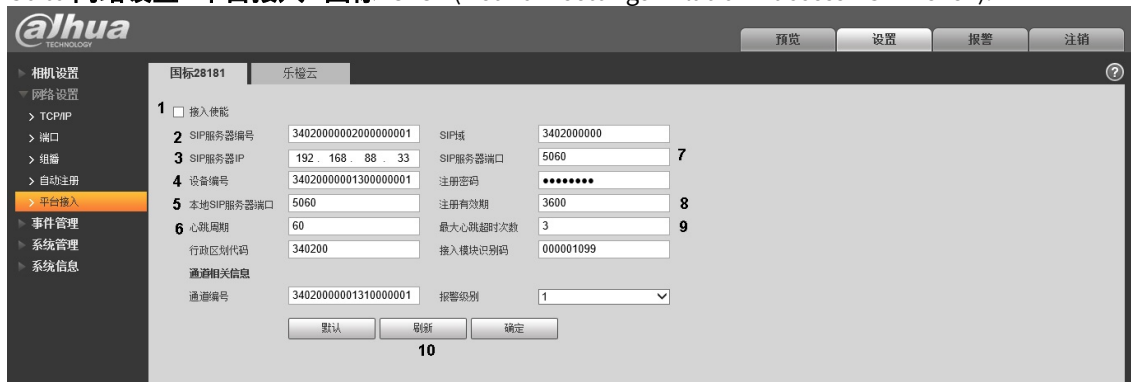 alhua
TECHNOLOGY
预览 设置 报警 注销
相机设置
网络设置
TCP/IP
端口
组播
自动注册
平台接入
事件管理
系统管理
系统信息
国标28181 乐橙云 ?
1 接入使能
2 SIP服务器编号 34020000002000000001 SIP域 3402000000
3 SIP服务器IP 192 . 168 . 88 . 33 SIP服务器端口 5060 7
4 设备编号 34020000001300000001 注册密码 ●●●●●●●●
5 本地SIP服务器端口 5060 注册有效期 3600 8
6 心跳周期 60 最大心跳超时次数 3 9
行政区划代码 340200 接入模块识别码 000001099
通道相关信息
通道编号 34020000001310000001 报警级别 1
默认 刷新 确定
10